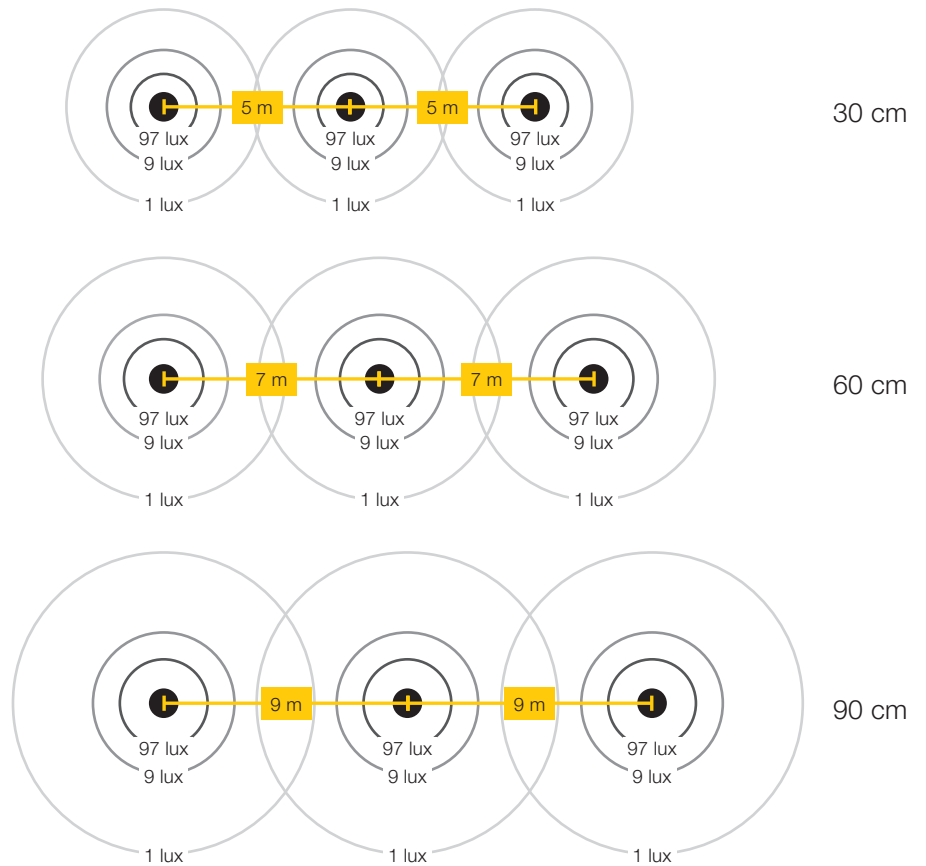 5 m 5 m
30 cm
97 lux 97 lux 97 lux
9 lux 9 lux 9 lux
1 lux 1 lux 1 lux
7 m 7 m
60 cm
97 lux 97 lux 97 lux
9 lux 9 lux 9 lux
1 lux 1 lux 1 lux
9 m 9 m
90 cm
97 lux 97 lux 97 lux
9 lux 9 lux 9 lux
1 lux 1 lux 1 lux